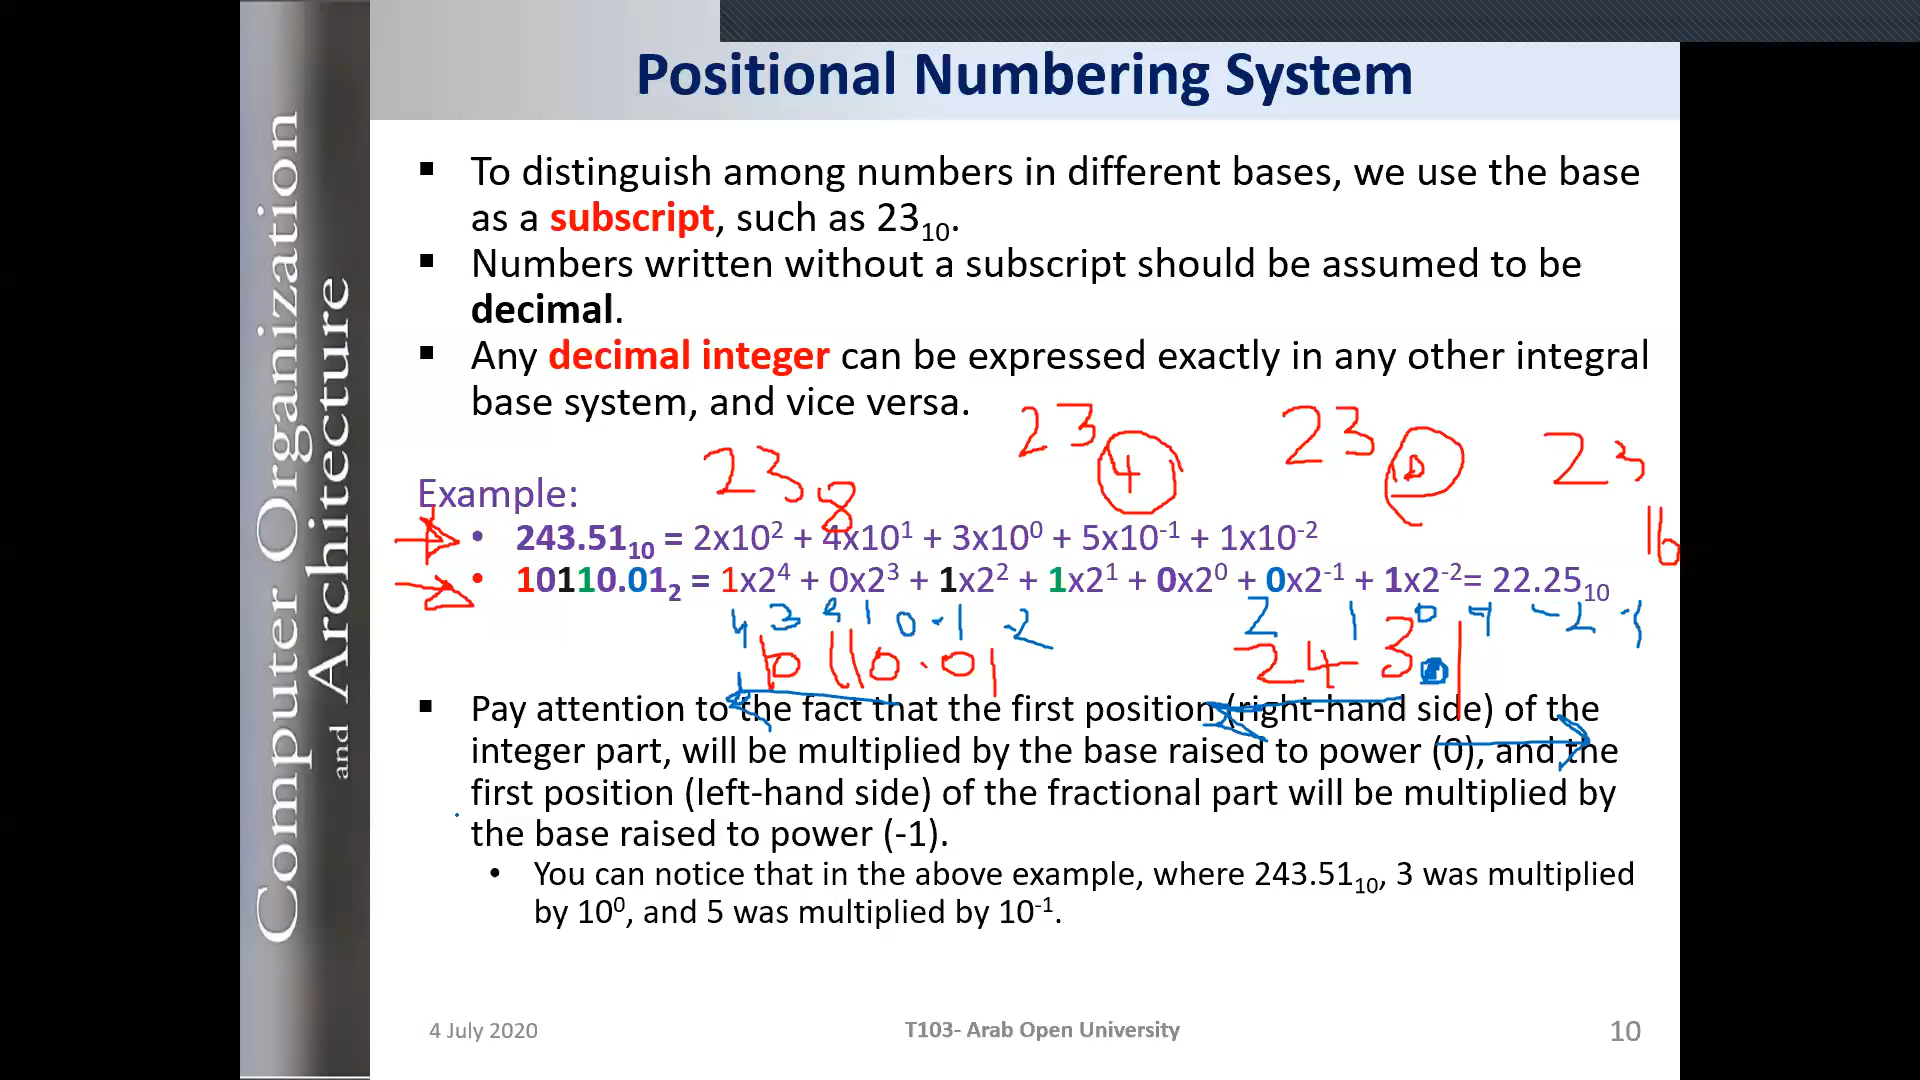 Computer Organization
and Architecture
Positional Numbering System
▪ To distinguish among numbers in different bases, we use the base
as a subscript, such as 23₁₀.
▪ Numbers written without a subscript should be assumed to be
decimal.
▪ Any decimal integer can be expressed exactly in any other integral
base system, and vice versa.
23₈ 23₄ 23 23₁₆
Example:
• 243.51₁₀ = 2x10² + 4x10¹ + 3x10⁰ + 5x10⁻¹ + 1x10⁻²
• 10110.01₂ = 1x2⁴ + 0x2³ + 1x2² + 1x2¹ + 0x2⁰ + 0x2⁻¹ + 1x2⁻²= 22.25₁₀
4 3 2 1 0 -1 -2 2 1 0 -2
10110.01 243.1
▪ Pay attention to the fact that the first position (right-hand side) of the
integer part, will be multiplied by the base raised to power (0), and the
first position (left-hand side) of the fractional part will be multiplied by
the base raised to power (-1).
• You can notice that in the above example, where 243.51₁₀, 3 was multiplied
by 10⁰, and 5 was multiplied by 10⁻¹.
4 July 2020 T103- Arab Open University 10